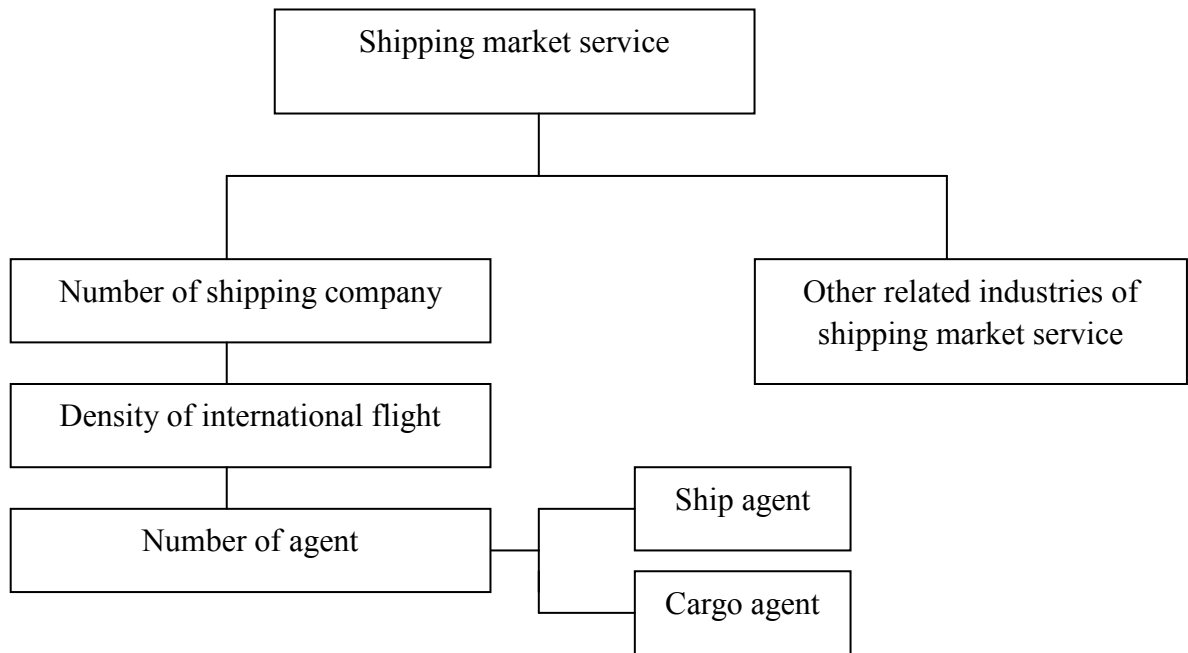 Shipping market service
Number of shipping company
Other related industries of
shipping market service
Density of international flight
Number of agent
Ship agent
Cargo agent